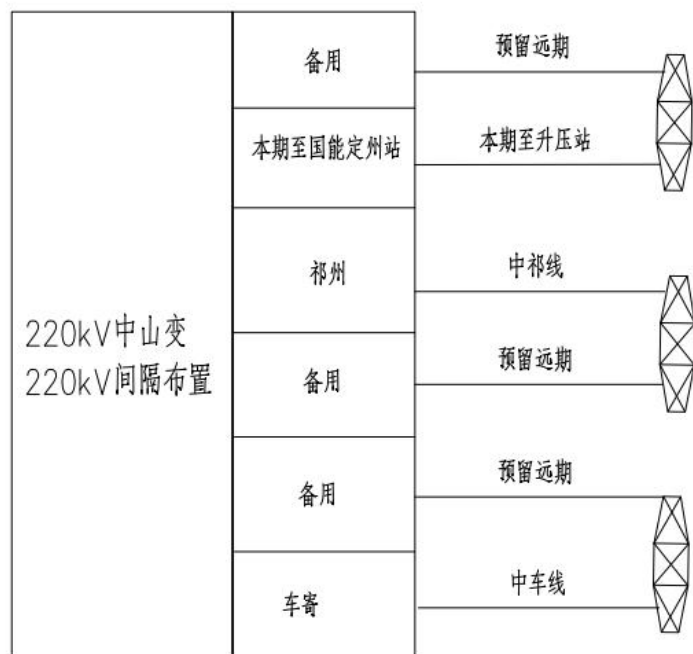 备用
预留远期
本期至国能定州站
本期至升压站
祁州
中祁线
220kV中山变
220kV间隔布置
备用
预留远期
备用
预留远期
车寄
中车线